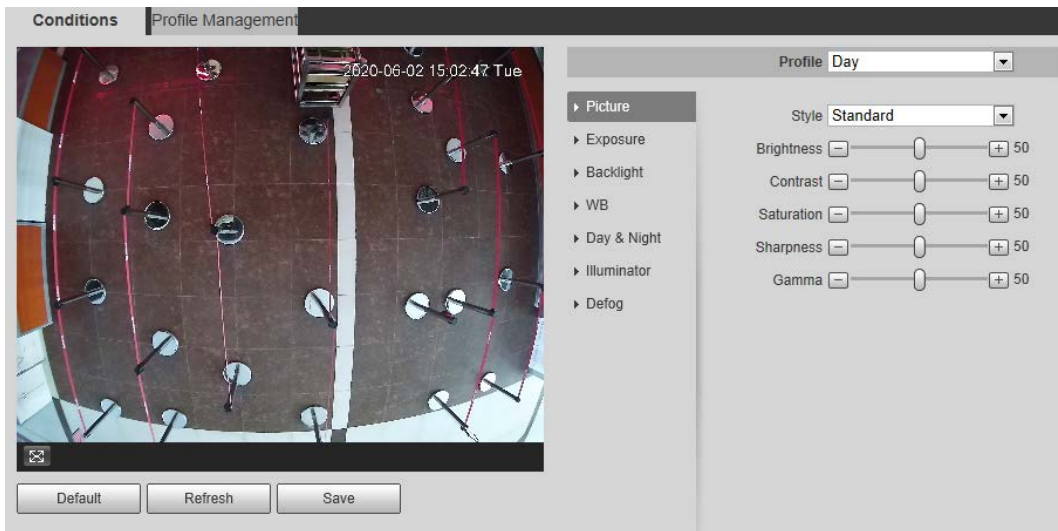 Conditions
Profile Management
2020-06-02 15:02:47 Tue
Profile Day
Picture
Exposure
Backlight
WB
Day & Night
Illuminator
Defog
Style Standard
Brightness 50
Contrast 50
Saturation 50
Sharpness 50
Gamma 50
Default Refresh Save